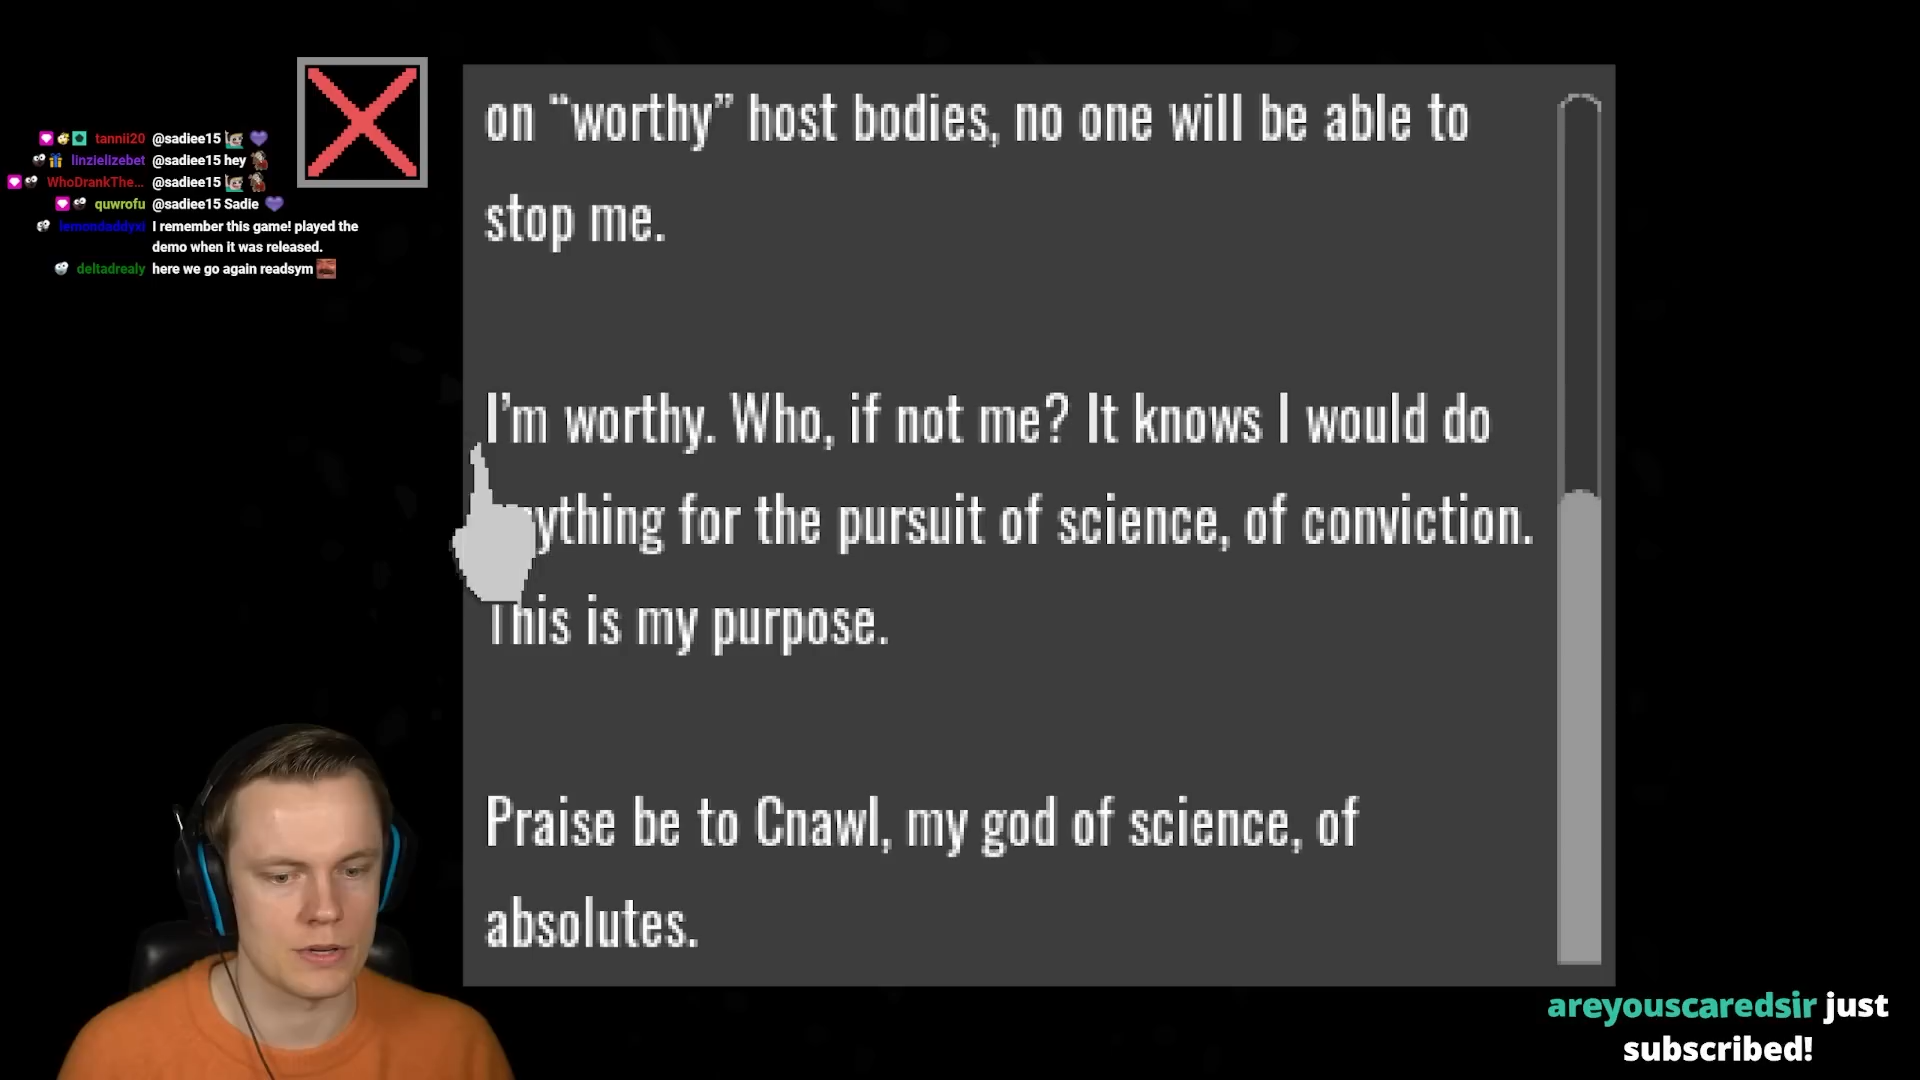 tannii20 @sadiee15
linzielizebet @sadiee15 hey
WhoDrankThe... @sadiee15
quwrofu @sadiee15 Sadie
lemondaddyxi I remember this game! played the
demo when it was released.
deltadrealy here we go again readsym
on “worthy” host bodies, no one will be able to
stop me.
I’m worthy. Who, if not me? It knows I would do
ything for the pursuit of science, of conviction.
This is my purpose.
Praise be to Cnawl, my god of science, of
absolutes.
areyouscaredsir just
subscribed!